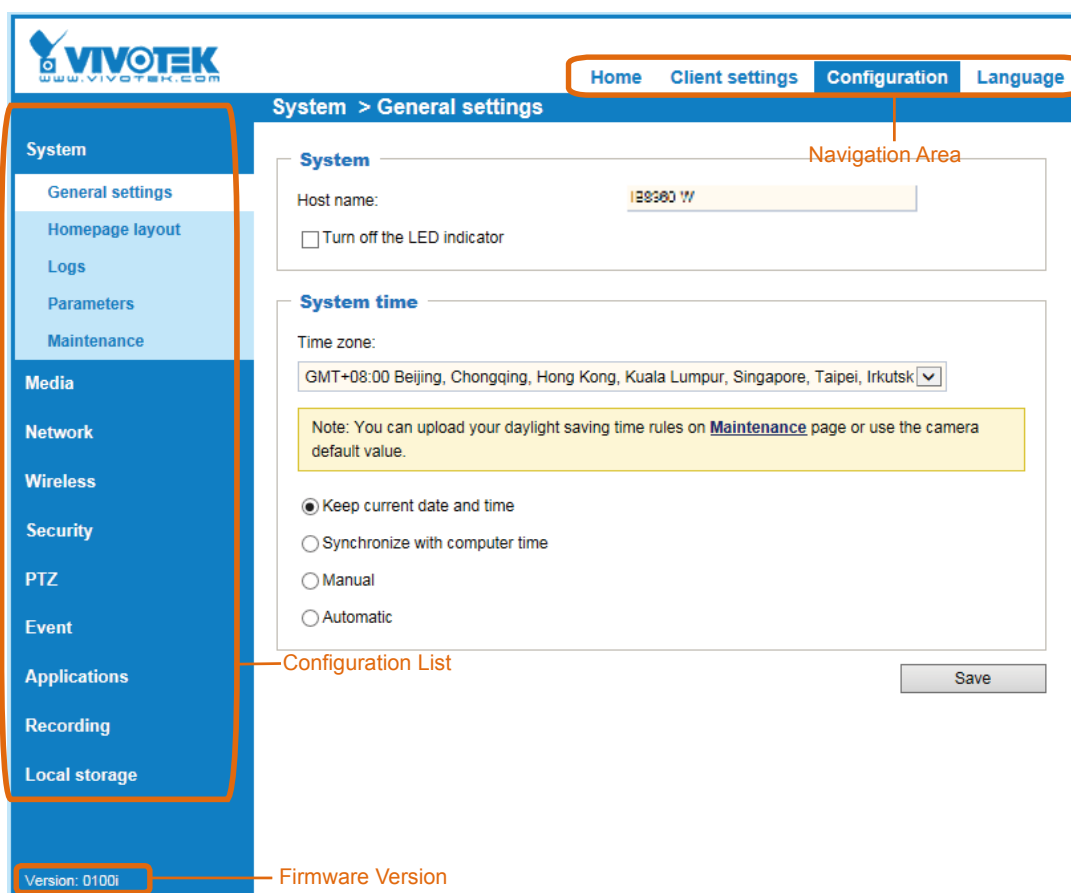 VIVOTEK
www.vivotek.com
Home Client settings Configuration Language
System > General settings
Navigation Area
System
General settings
Homepage layout
Logs
Parameters
Maintenance
Media
Network
Wireless
Security
PTZ
Event
Applications
Recording
Local storage
Configuration List
Version: 0100i
Firmware Version
System
Host name:
Turn off the LED indicator
System time
Time zone:
GMT+08:00 Beijing, Chongqing, Hong Kong, Kuala Lumpur, Singapore, Taipei, Irkutsk
Note: You can upload your daylight saving time rules on Maintenance page or use the camera
default value.
Keep current date and time
Synchronize with computer time
Manual
Automatic
Save